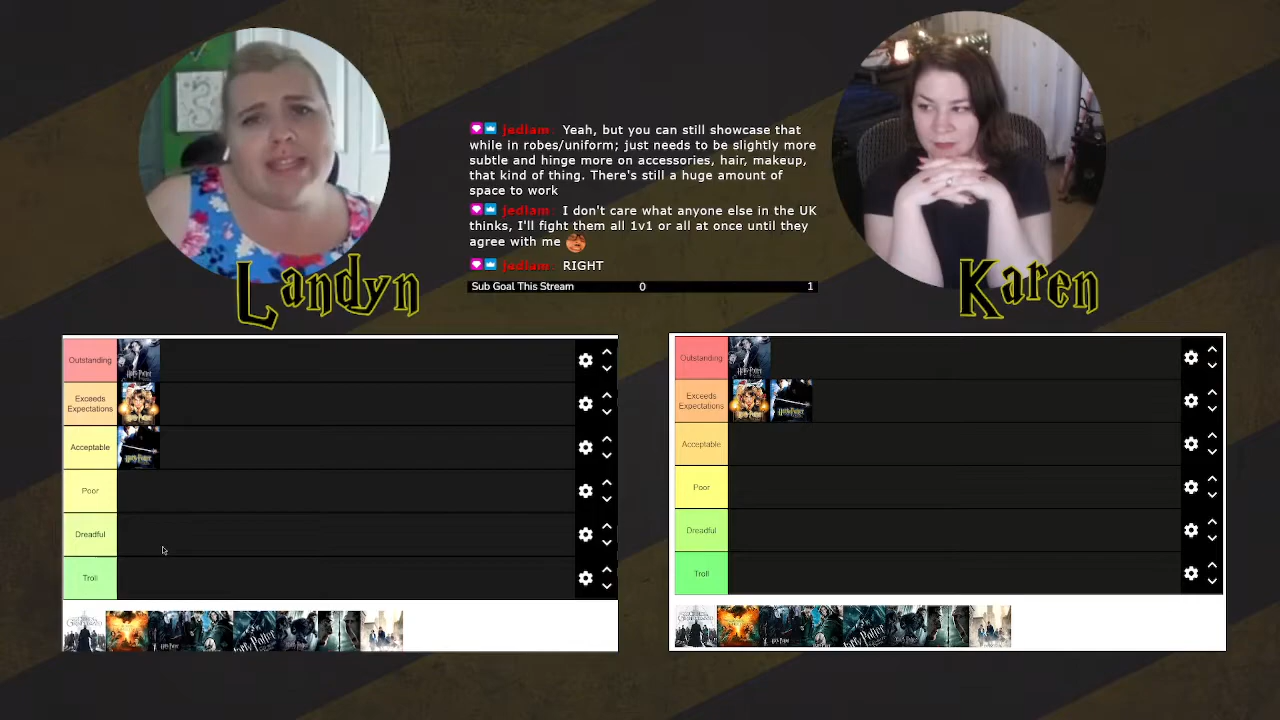 jedlam: Yeah, but you can still showcase that
while in robes/uniform; just needs to be slightly more
subtle and hinge more on accessories, hair, makeup,
that kind of thing. There's still a huge amount of
space to work
jedlam: I don't care what anyone else in the UK
thinks, I'll fight them all 1v1 or all at once until they
agree with me
jedlam: RIGHT
Sub Goal This Stream 0 1
Landyn
Karen
Outstanding
Exceeds
Expectations
Acceptable
Poor
Dreadful
Troll
Outstanding
Exceeds
Expectations
Acceptable
Poor
Dreadful
Troll